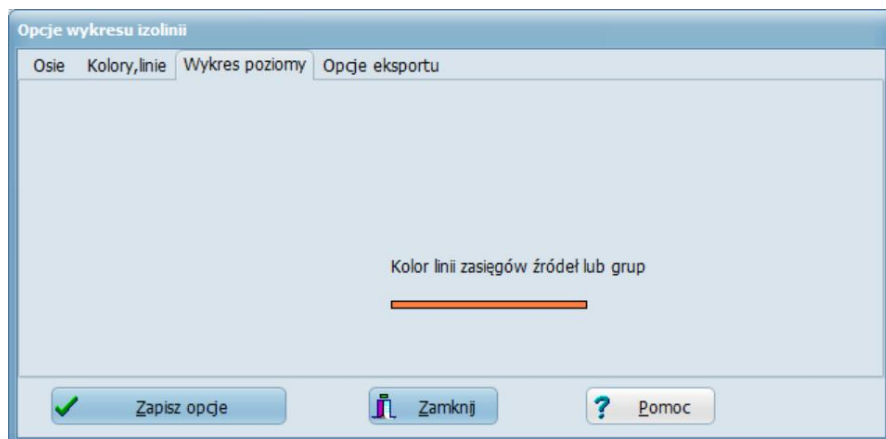 Opcje wykresu izolinii
Osie Kolory,linie Wykres poziomy Opcje eksportu
Kolor linii zasięgów źródeł lub grup
Zapisz opcje Zamknij ? Pomoc